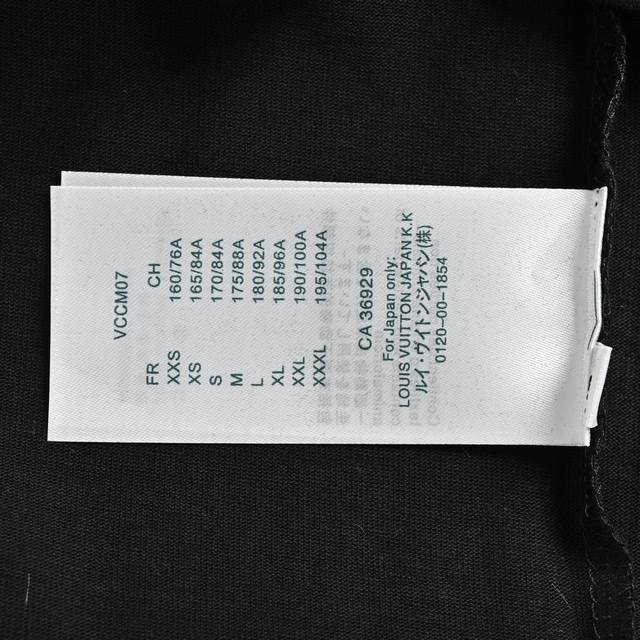 VCCM07
FR CH
XXS 160/76A
XS 165/84A
S 170/84A
M 175/88A
L 180/92A
XL 185/96A
XXL 190/100A
XXXL 195/104A
CA 36929
For Japan only:
LOUIS VUITTON JAPAN K.K
ルイ・ヴィトンジャパン(株)
0120-00-1854